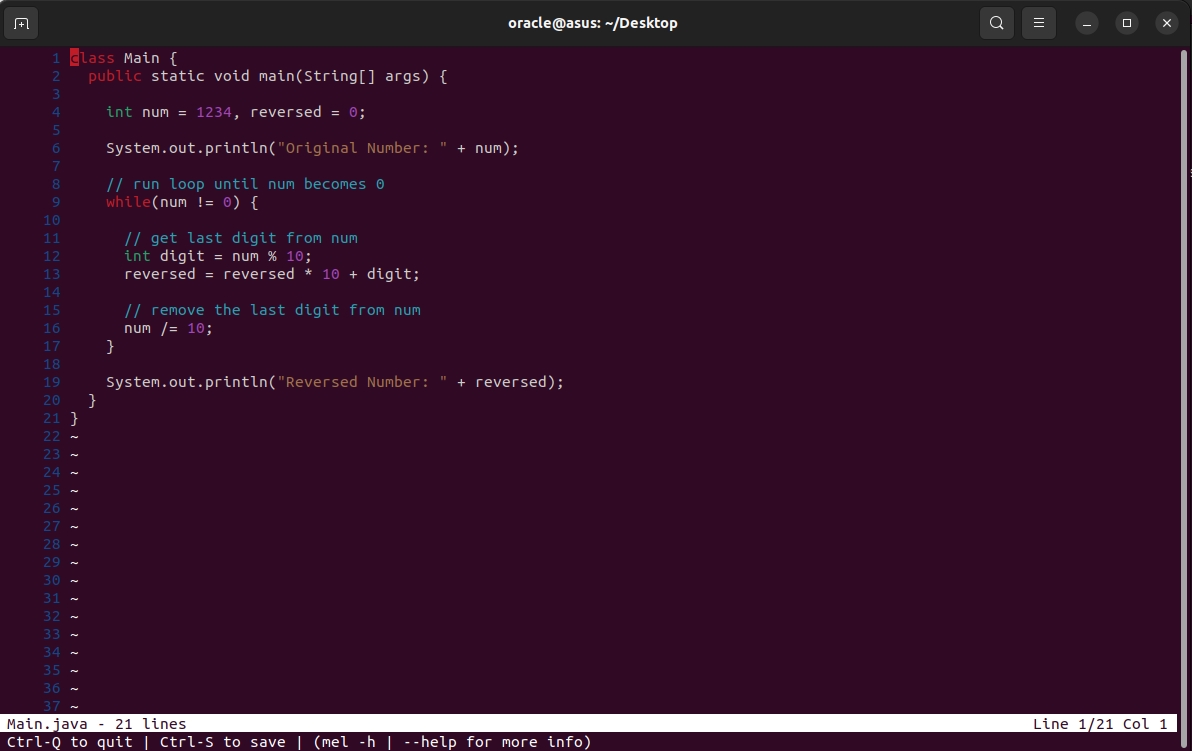 oracle@asus: ~/Desktop
1 class Main {
2   public static void main(String[] args) {
3
4     int num = 1234, reversed = 0;
5
6     System.out.println("Original Number: " + num);
7
8     // run loop until num becomes 0
9     while(num != 0) {
10
11       // get last digit from num
12       int digit = num % 10;
13       reversed = reversed * 10 + digit;
14
15       // remove the last digit from num
16       num /= 10;
17     }
18
19     System.out.println("Reversed Number: " + reversed);
20   }
21 }
22 ~
23 ~
24 ~
25 ~
26 ~
27 ~
28 ~
29 ~
30 ~
31 ~
32 ~
33 ~
34 ~
35 ~
36 ~
37 ~
Main.java - 21 lines Line 1/21 Col 1
Ctrl-Q to quit | Ctrl-S to save | (mel -h | --help for more info)